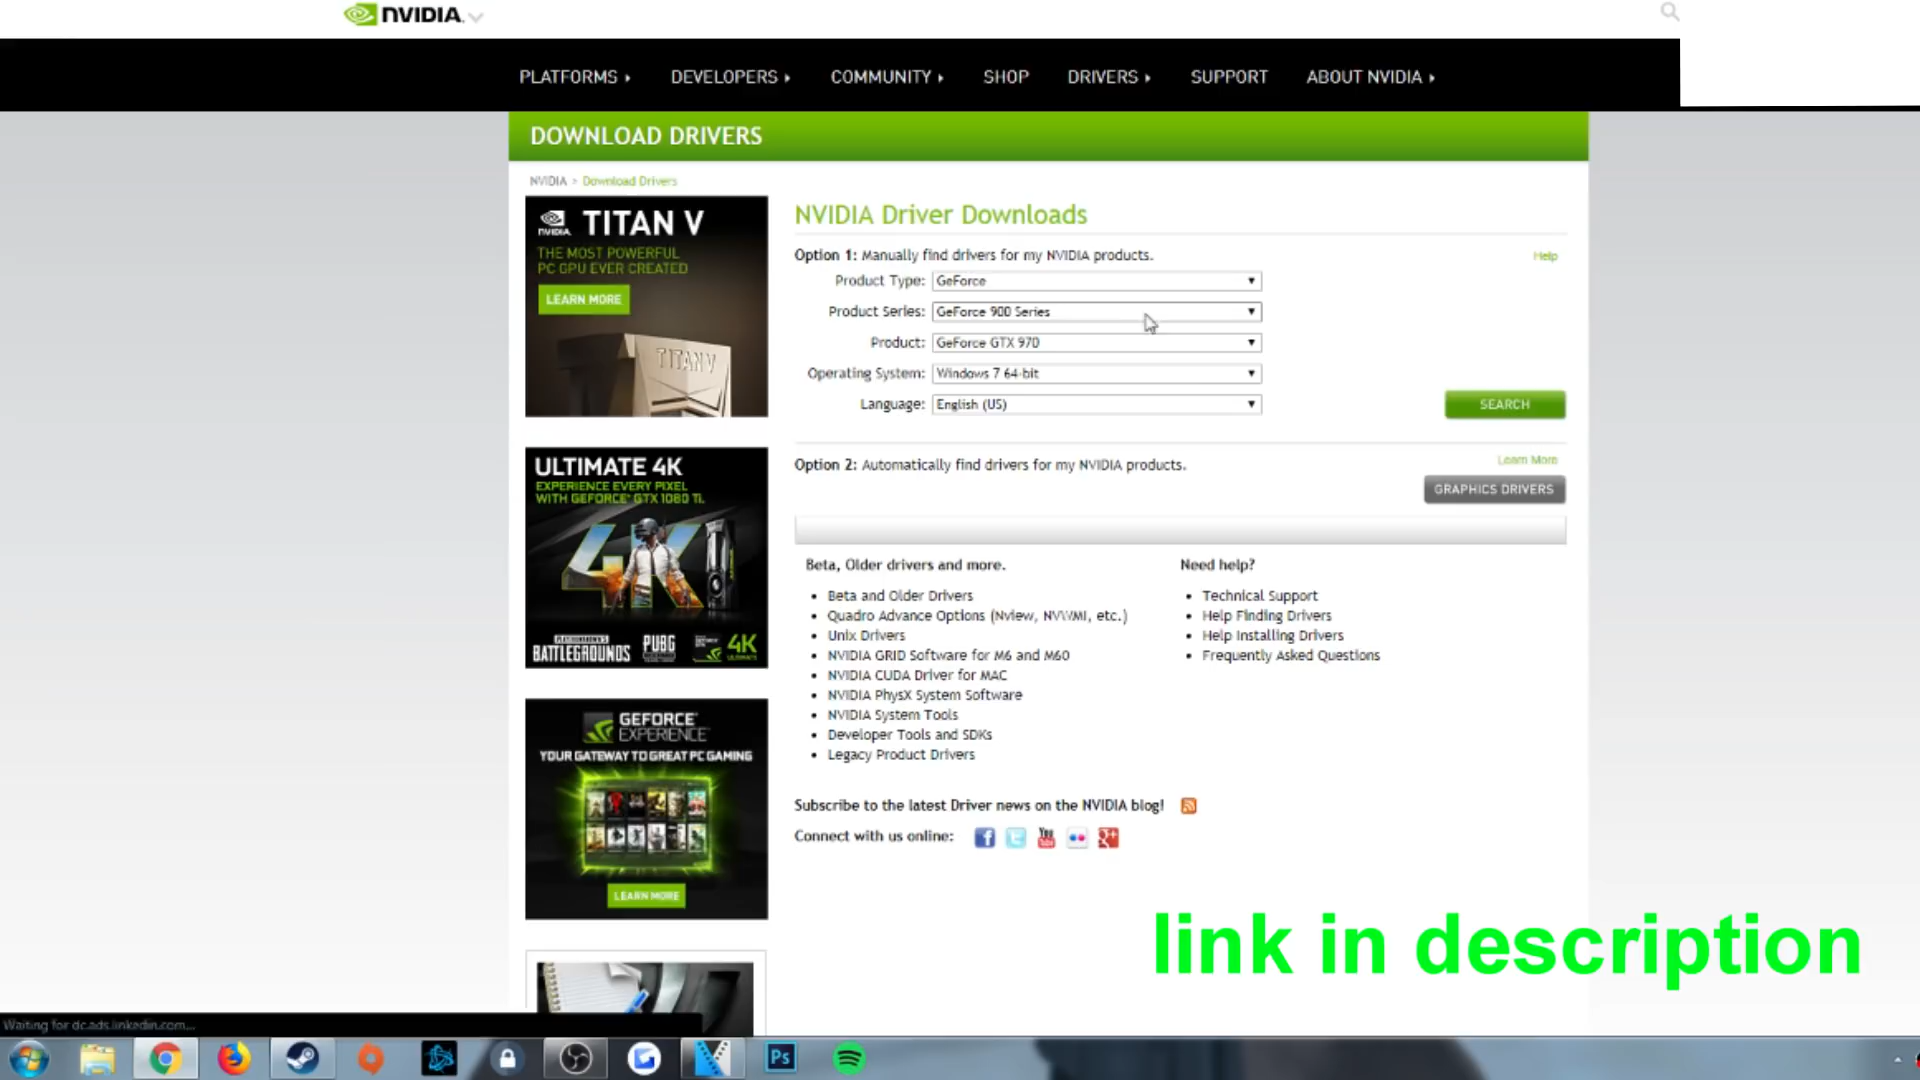 NVIDIA
PLATFORMS DEVELOPERS COMMUNITY SHOP DRIVERS SUPPORT ABOUT NVIDIA
DOWNLOAD DRIVERS
NVIDIA > Download Drivers
NVIDIA TITAN V
THE MOST POWERFUL
PC GPU EVER CREATED
LEARN MORE
TITAN V
NVIDIA Driver Downloads
Option 1: Manually find drivers for my NVIDIA products.
Help
Product Type: GeForce
Product Series: GeForce 900 Series
Product: GeForce GTX 970
Operating System: Windows 7 64-bit
Language: English (US)
SEARCH
Option 2: Automatically find drivers for my NVIDIA products.
Learn More
GRAPHICS DRIVERS
ULTIMATE 4K
EXPERIENCE EVERY PIXEL
WITH GEFORCE GTX 1080 Ti.
4K
BATTLEGROUNDS PUBG 4K
Beta, Older drivers and more.
Beta and Older Drivers
Quadro Advance Options (Nview, NVWMI, etc.)
Unix Drivers
NVIDIA GRID Software for M6 and M60
NVIDIA CUDA Driver for MAC
NVIDIA PhysX System Software
NVIDIA System Tools
Developer Tools and SDKs
Legacy Product Drivers
Need help?
Technical Support
Help Finding Drivers
Help Installing Drivers
Frequently Asked Questions
GEFORCE
EXPERIENCE
YOUR GATEWAY TO GREAT PC GAMING
LEARN MORE
Subscribe to the latest Driver news on the NVIDIA blog!
Connect with us online:
link in description
Waiting for dc.ads.linkedin.com...
Ps